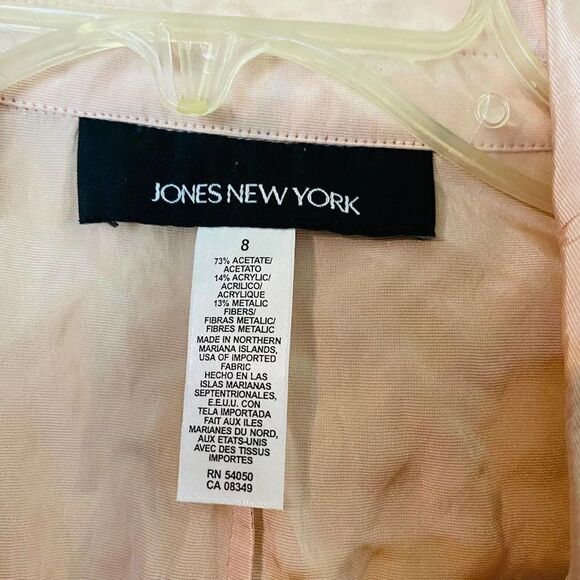 JONES NEW YORK
8
73% ACETATE/
ACETATO
14% ACRYLIC/
ACRILICO/
ACRYLIQUE
13% METALIC
FIBERS/
FIBRAS METALIC/
FIBRES METALIC
MADE IN NORTHERN
MARIANA ISLANDS,
USA OF IMPORTED
FABRIC
HECHO EN LAS
ISLAS MARIANAS
SEPTENTRIONALES,
E.E.U.U. CON
TELA IMPORTADA
FAIT AUX ILES
MARIANES DU NORD,
AUX ETATS-UNIS
AVEC DES TISSUS
IMPORTES
RN 54050
CA 08349